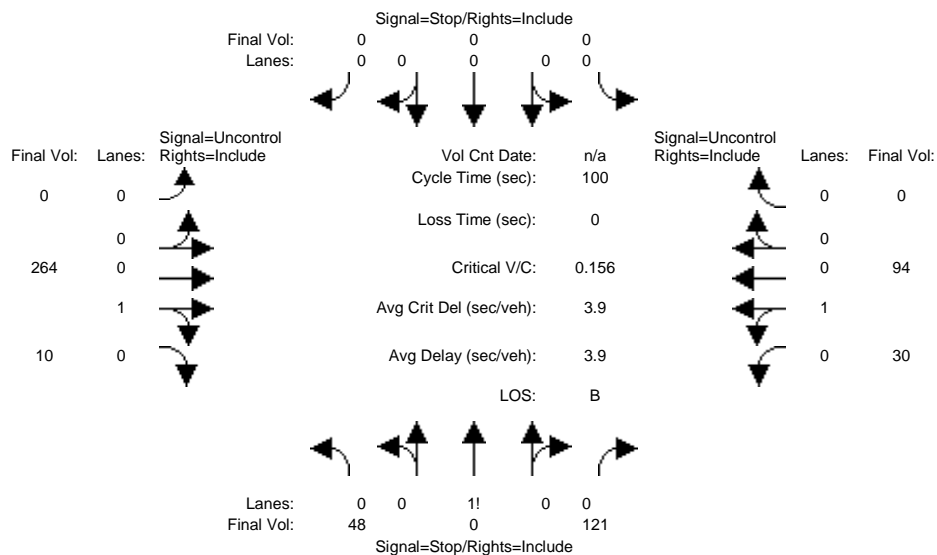 Signal=Stop/Rights=Include
Final Vol: 0 0 0
Lanes: 0 0 0 0 0
Signal=Uncontrol Signal=Uncontrol
Final Vol: Lanes: Rights=Include Vol Cnt Date: n/a Rights=Include Lanes: Final Vol:
Cycle Time (sec): 100
0 0 0 0
Loss Time (sec): 0
0 0
264 0 Critical V/C: 0.156 0 94
1 Avg Crit Del (sec/veh): 3.9 1
10 0 Avg Delay (sec/veh): 3.9 0 30
LOS: B
Lanes: 0 0 1! 0 0
Final Vol: 48 0 121
Signal=Stop/Rights=Include